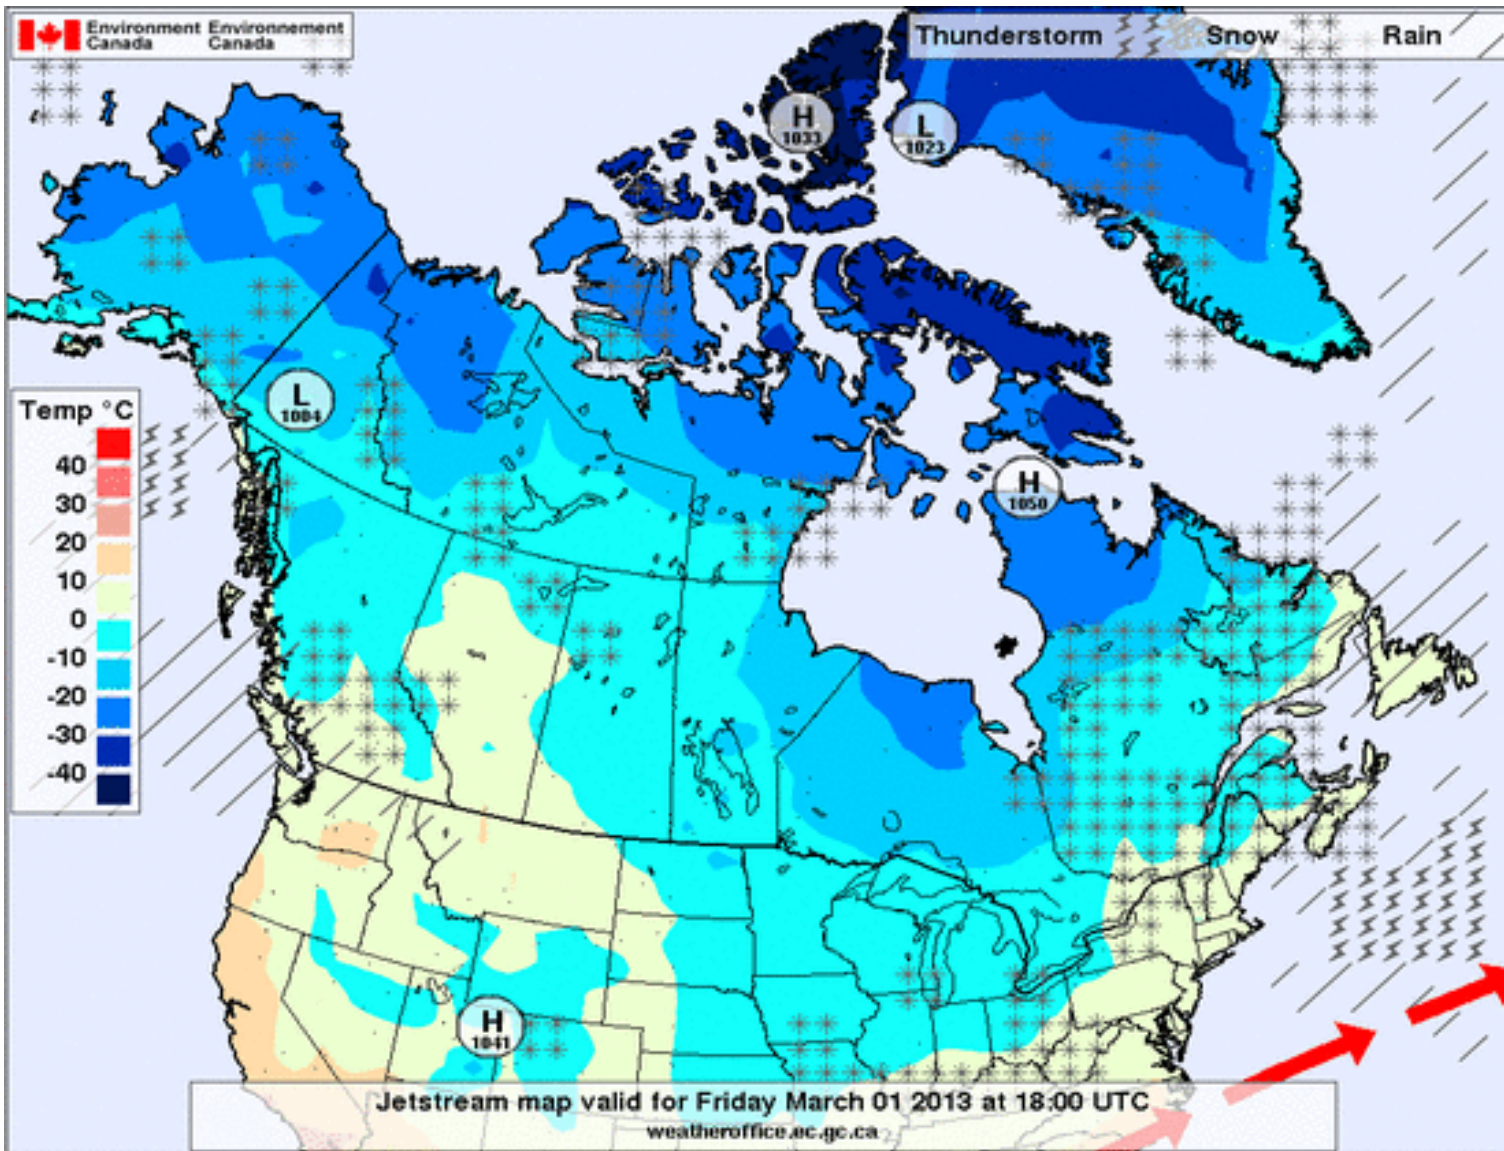 Environment Environnement
Canada Canada
Thunderstorm Snow Rain
H
1033
L
1023
L
1004
Temp °C
40
30
20
10
0
-10
-20
-30
-40
H
1050
H
1041
Jetstream map valid for Friday March 01 2013 at 18:00 UTC
weatheroffice.ec.gc.ca